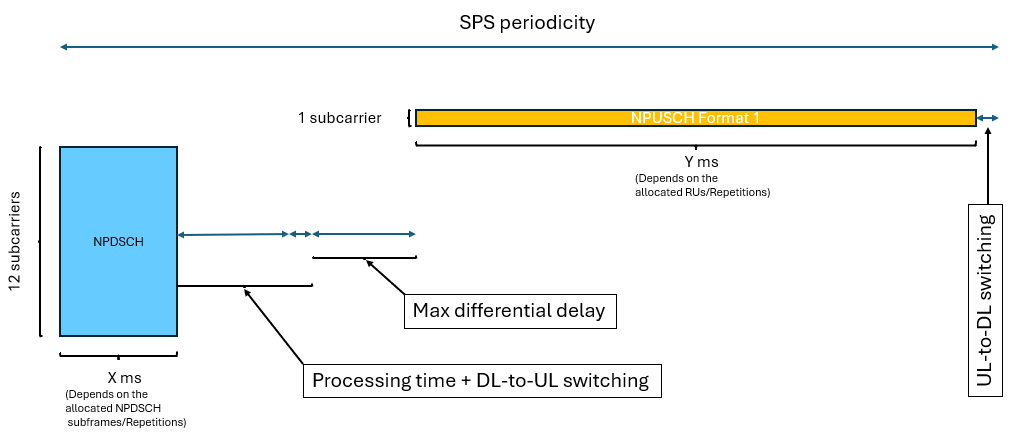 SPS periodicity
1 subcarrier
NPUSCH Format 1
Y ms
(Depends on the
allocated RUs/Repetitions)
12 subcarriers
NPDSCH
UL-to-DL switching
Max differential delay
Processing time + DL-to-UL switching
X ms
(Depends on the
allocated NPDSCH
subframes/Repetitions)